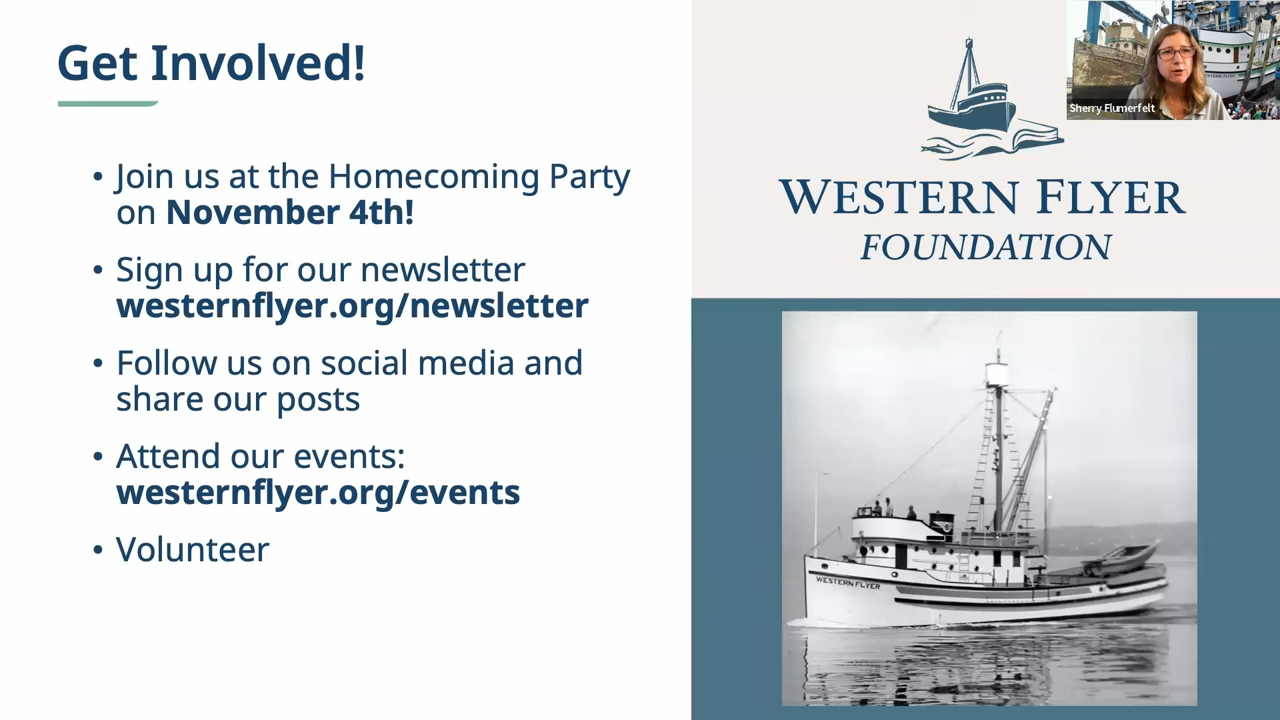 Get Involved!
• Join us at the Homecoming Party
on November 4th!
• Sign up for our newsletter
westernflyer.org/newsletter
• Follow us on social media and
share our posts
• Attend our events:
westernflyer.org/events
• Volunteer
Sherry Flumerfelt
WESTERN FLYER
FOUNDATION
WESTERN FLYER